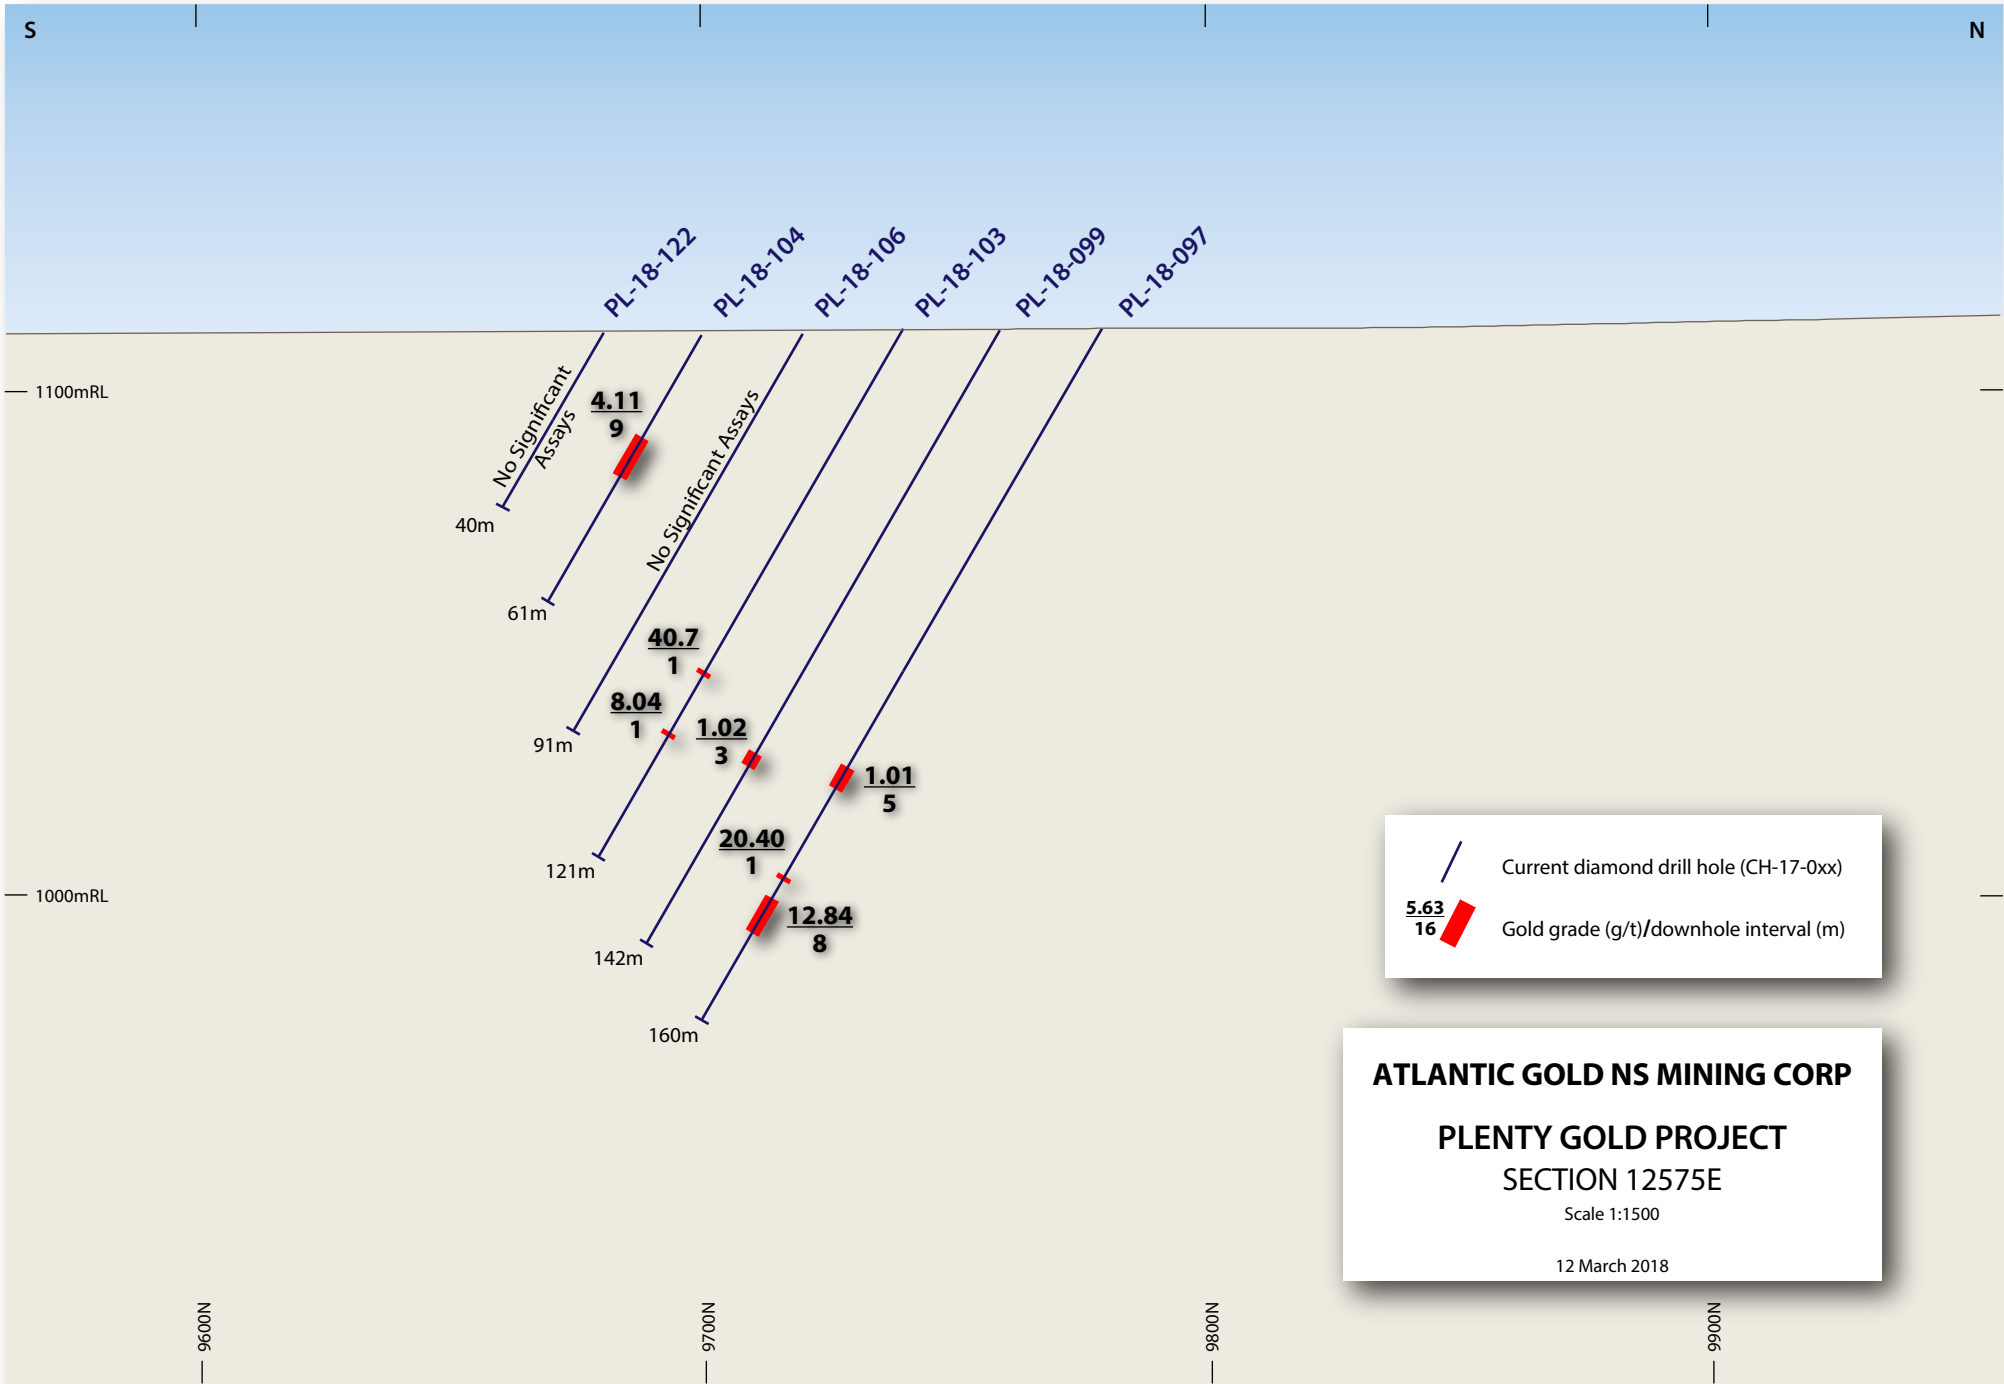 S
N
PL-18-122
PL-18-104
PL-18-106
PL-18-103
PL-18-099
PL-18-097
1100mRL
No Significant
Assays
4.11
9
No Significant Assays
40m
61m
40.7
1
8.04
1
1.02
3
91m
1.01
5
20.40
1
121m
1000mRL
12.84
8
142m
160m
Current diamond drill hole (CH-17-0xx)
5.63
16
Gold grade (g/t)/downhole interval (m)
ATLANTIC GOLD NS MINING CORP
PLENTY GOLD PROJECT
SECTION 12575E
Scale 1:1500
12 March 2018
9600N
9700N
9800N
9900N